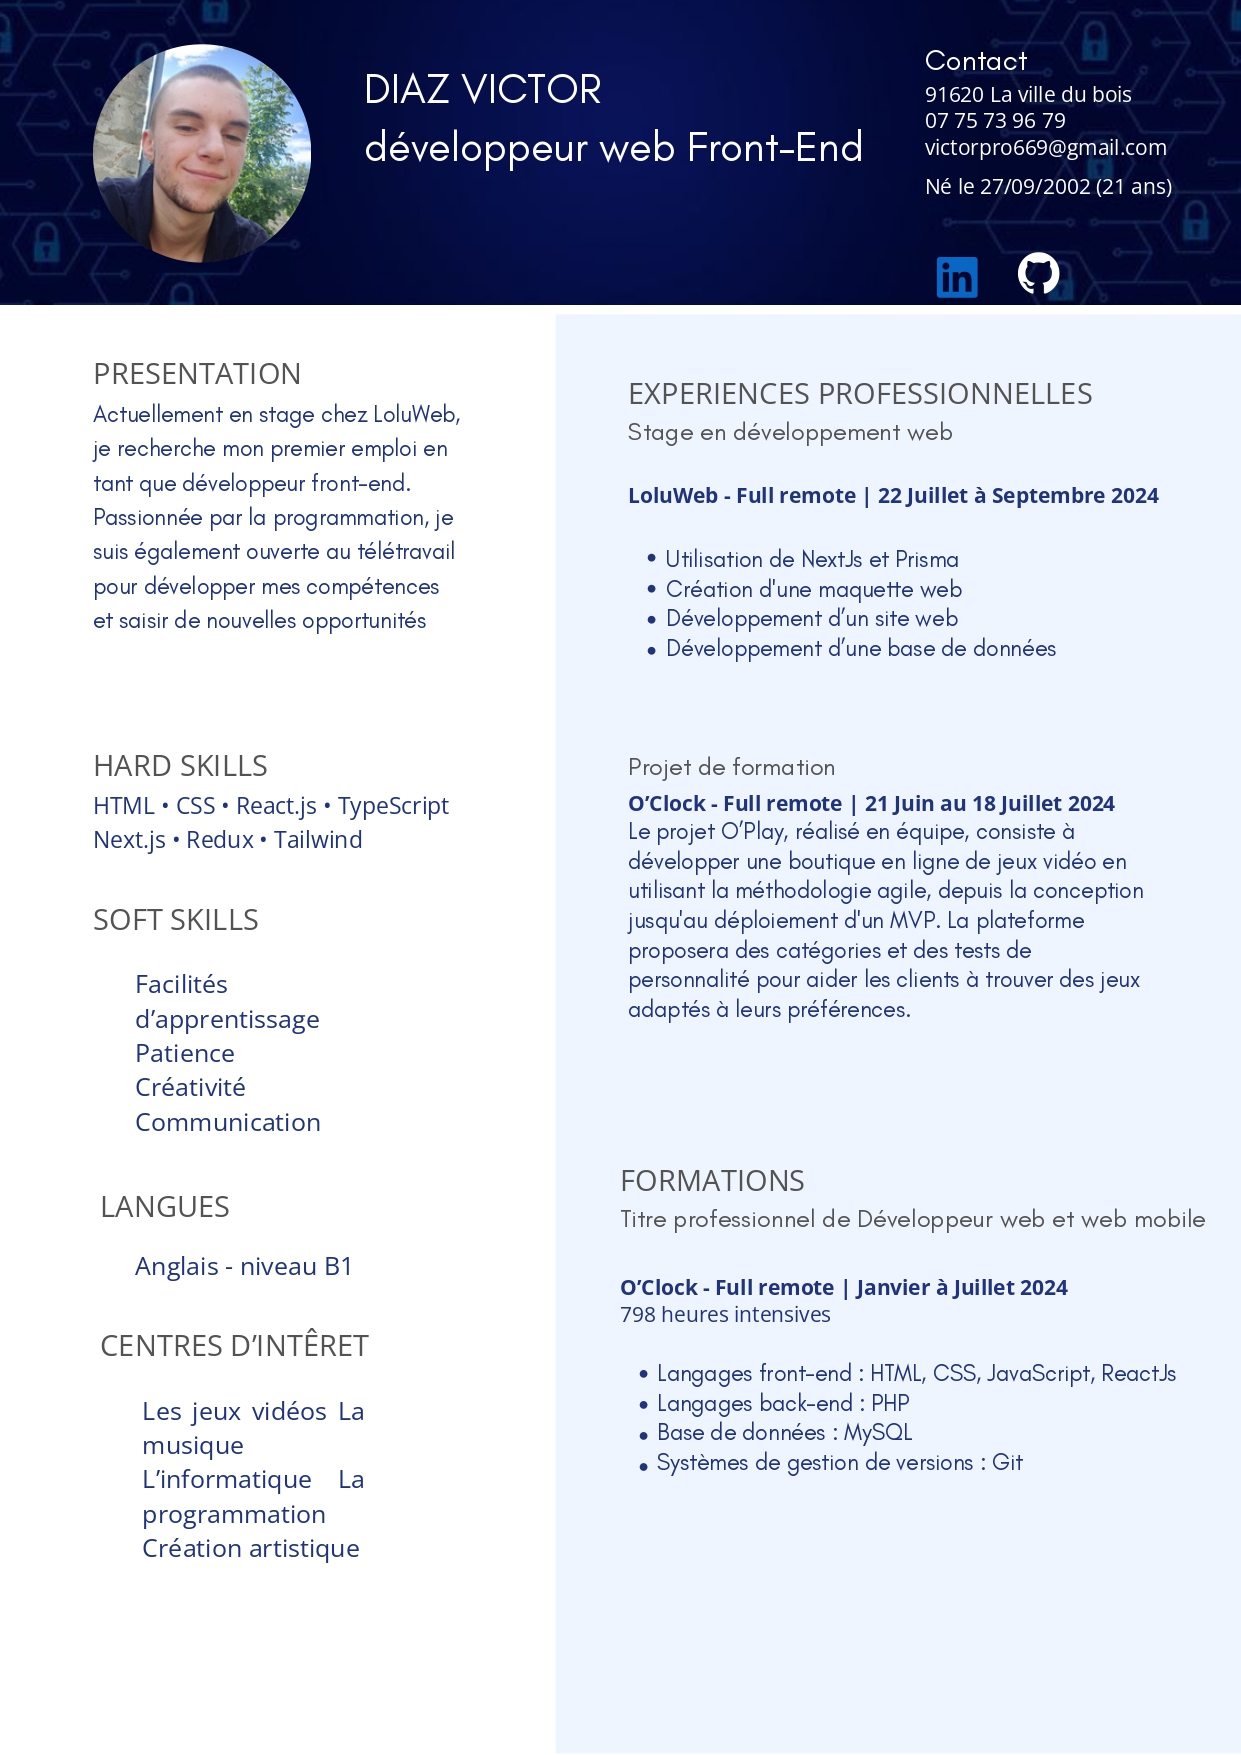 DIAZ VICTOR
développeur web Front-End
Contact
91620 La ville du bois
07 75 73 96 79
victorpro669@gmail.com
Né le 27/09/2002 (21 ans)
in
PRESENTATION
Actuellement en stage chez LoluWeb,
je recherche mon premier emploi en
tant que développeur front-end.
Passionnée par la programmation, je
suis également ouverte au télétravail
pour développer mes compétences
et saisir de nouvelles opportunités
HARD SKILLS
HTML • CSS • React.js • TypeScript
Next.js • Redux • Tailwind
SOFT SKILLS
Facilités
d’apprentissage
Patience
Créativité
Communication
LANGUES
Anglais - niveau B1
CENTRES D’INTÊRET
Les jeux vidéos La
musique
L’informatique La
programmation
Création artistique
EXPERIENCES PROFESSIONNELLES
Stage en développement web
LoluWeb - Full remote | 22 Juillet à Septembre 2024
• Utilisation de NextJs et Prisma
• Création d'une maquette web
• Développement d’un site web
• Développement d’une base de données
Projet de formation
O’Clock - Full remote | 21 Juin au 18 Juillet 2024
Le projet O’Play, réalisé en équipe, consiste à
développer une boutique en ligne de jeux vidéo en
utilisant la méthodologie agile, depuis la conception
jusqu'au déploiement d'un MVP. La plateforme
proposera des catégories et des tests de
personnalité pour aider les clients à trouver des jeux
adaptés à leurs préférences.
FORMATIONS
Titre professionnel de Développeur web et web mobile
O’Clock - Full remote | Janvier à Juillet 2024
798 heures intensives
• Langages front-end : HTML, CSS, JavaScript, ReactJs
• Langages back-end : PHP
• Base de données : MySQL
• Systèmes de gestion de versions : Git